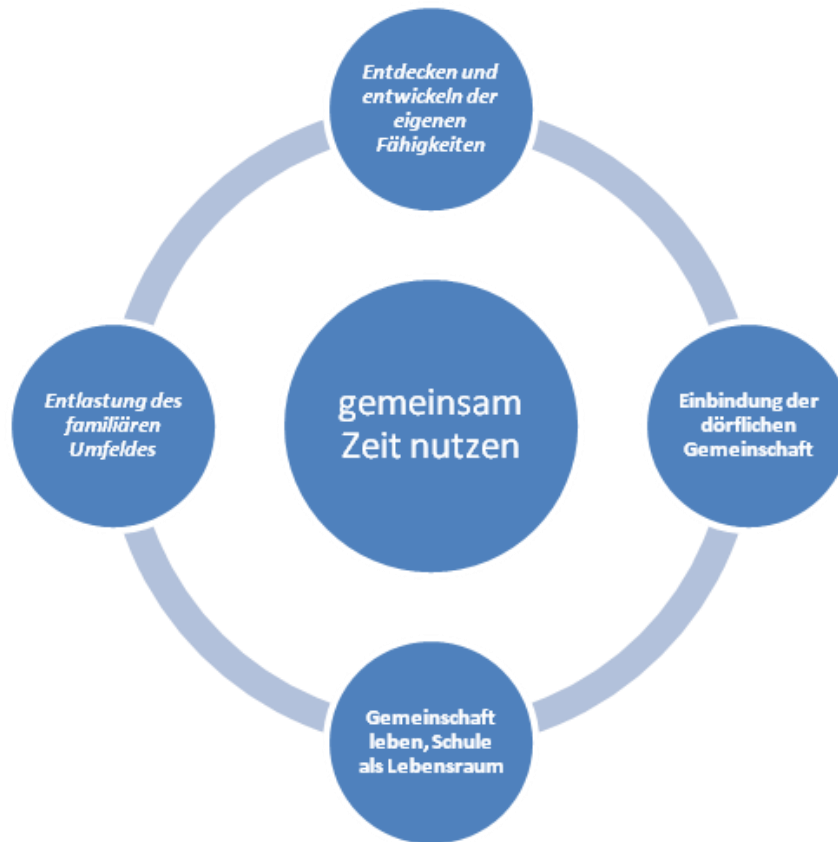 Entdecken und
entwickeln der
eigenen
Fähigkeiten
Entlastung des
familiären
Umfeldes
gemeinsam
Zeit nutzen
Einbindung der
dörflichen
Gemeinschaft
Gemeinschaft
leben, Schule
als Lebensraum